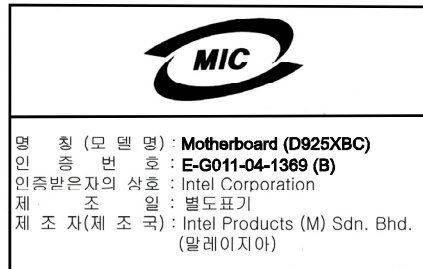 MIC
명 칭 (모 델 명) : Motherboard (D925XBC)
인 증 번 호 : E-G011-04-1369 (B)
인증받은자의 상호 : Intel Corporation
제 조 일 : 별도표기
제 조 자(제 조 국) : Intel Products (M) Sdn. Bhd.
(말레이지아)